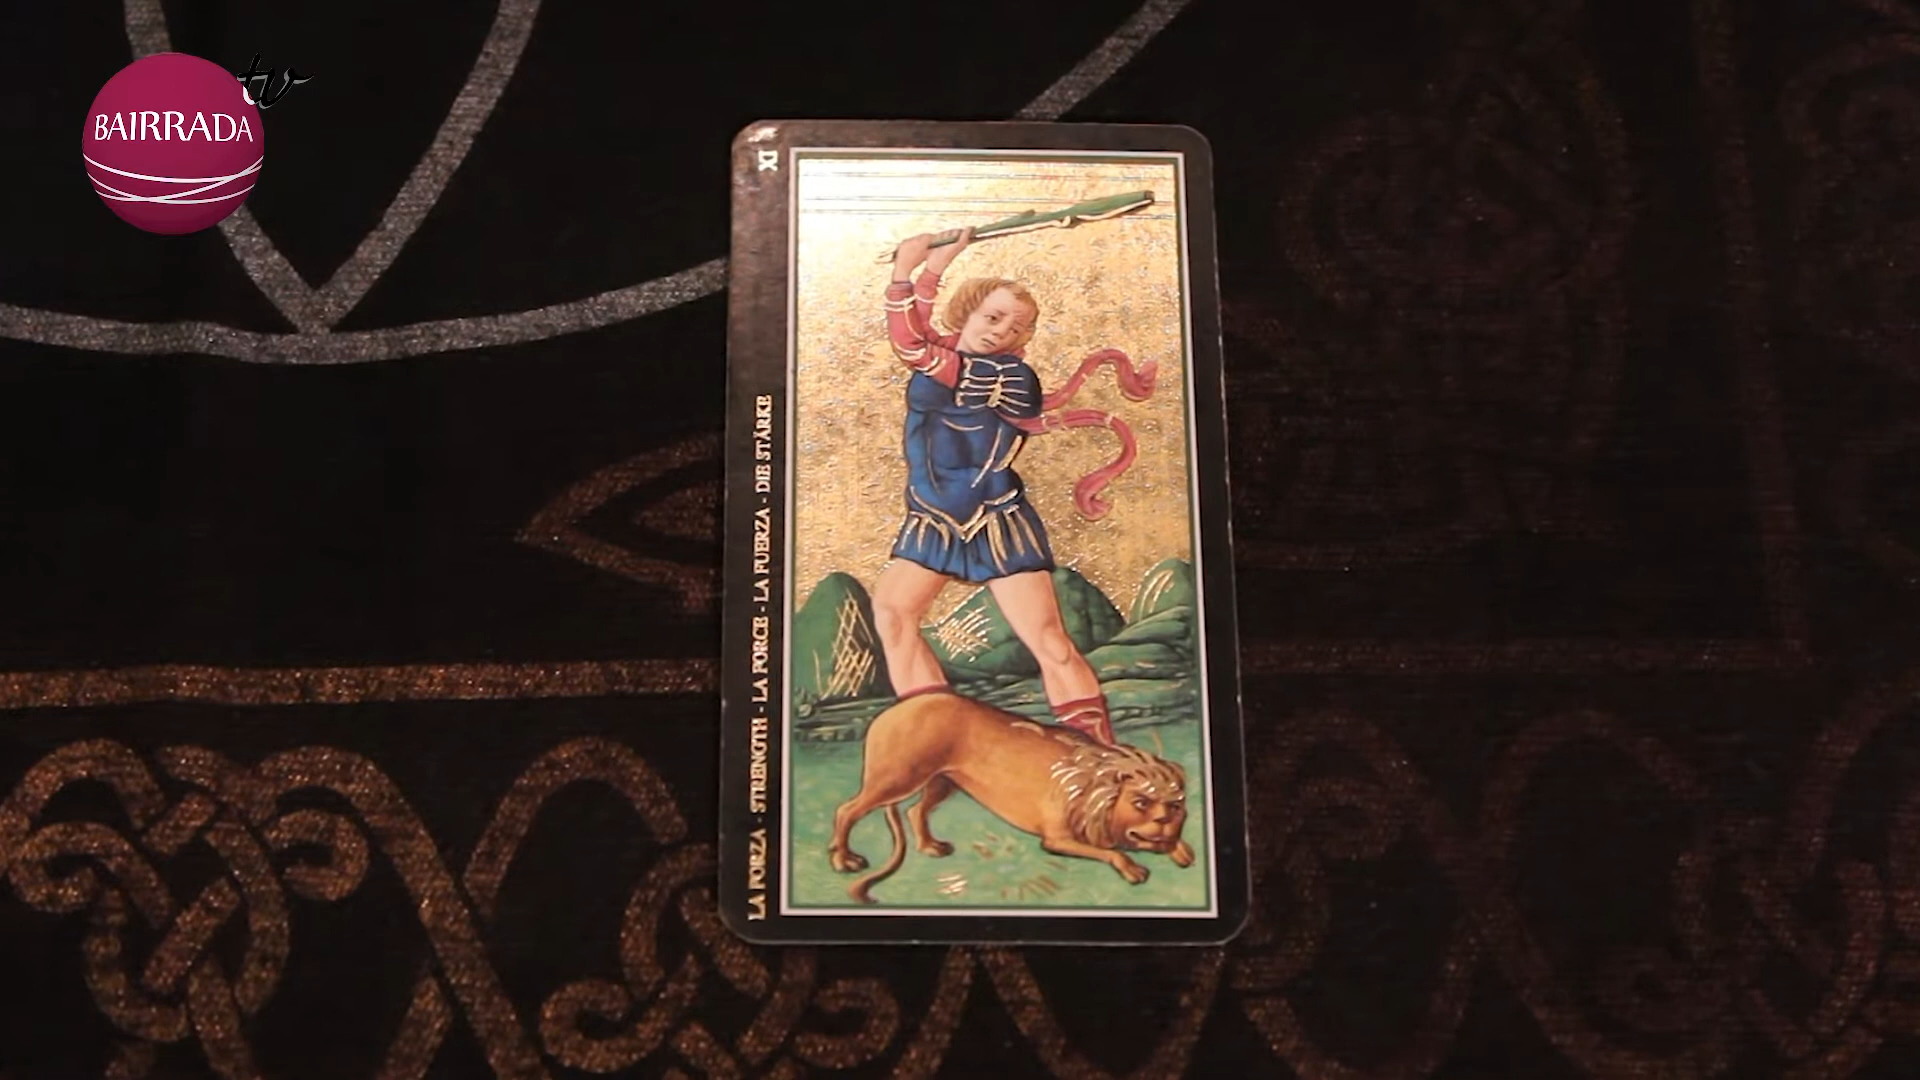 tv
BAIRRADA
XI
LA FORZA - STRENGTH - LA FORCE - LA FUERZA - DIE STÄRKE